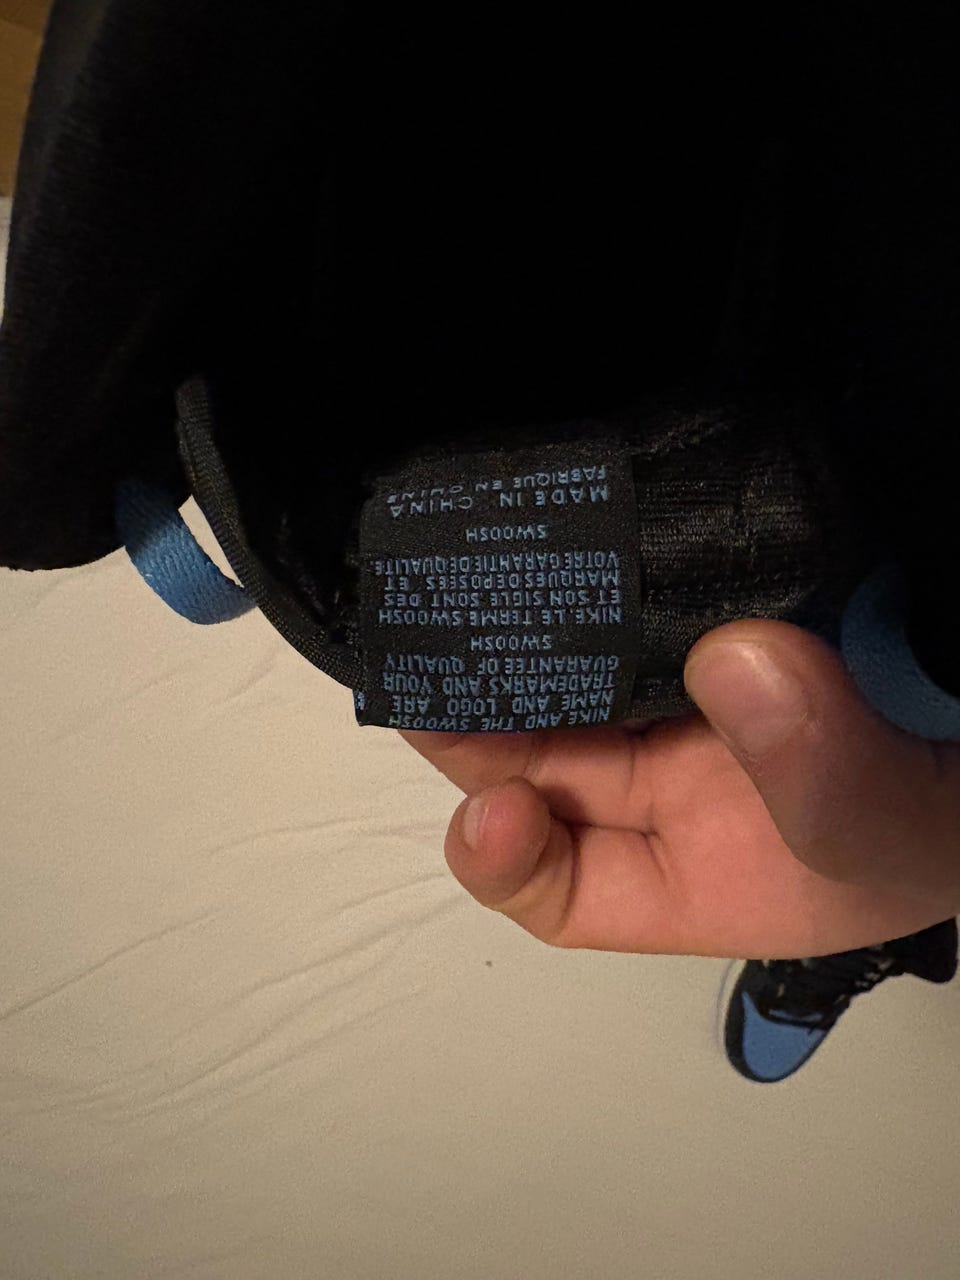 NIKE AND THE SWOOSH
NAME AND LOGO ARE
TRADEMARKS AND YOUR
GUARANTEE OF QUALITY
SWOOSH
NIKE. LE TERME SWOOSH
ET SON SIGLE SONT DES
MARQUES DEPOSEES ET
VOTRE GARANTIE DE QUALITE.
SWOOSH
MADE IN CHINA
FABRIQUE EN